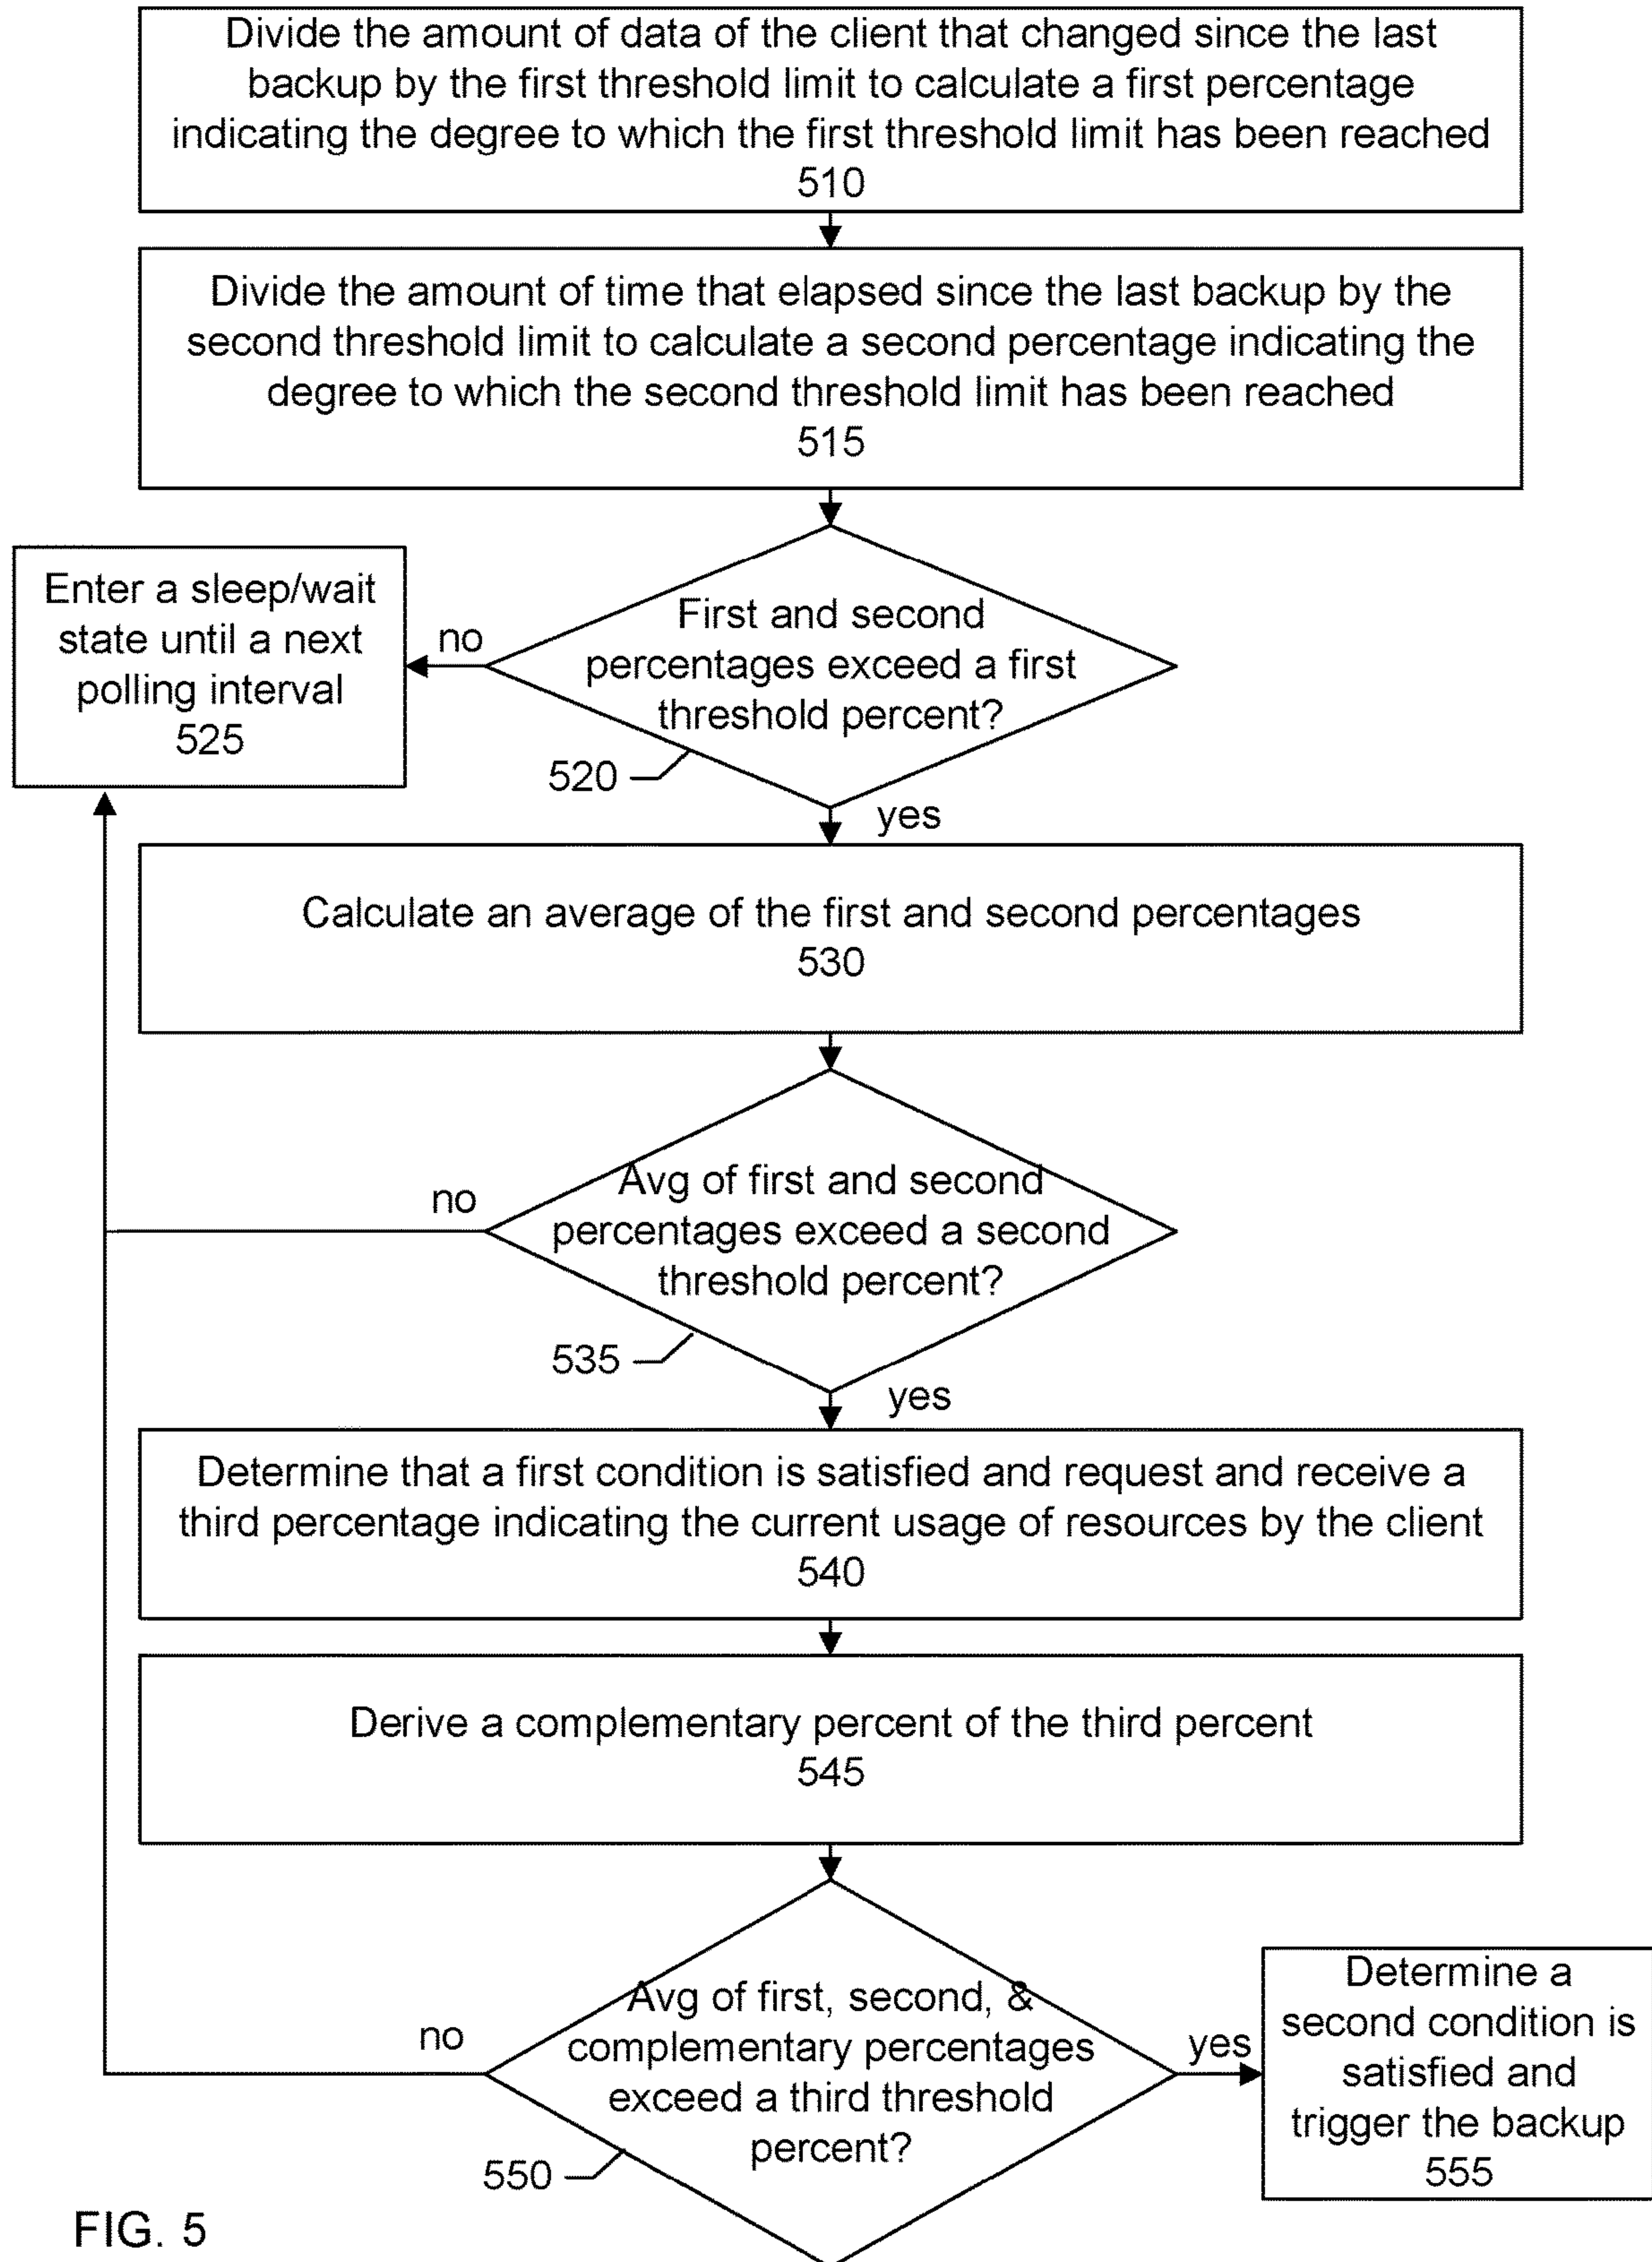 Divide the amount of data of the client that changed since the last
backup by the first threshold limit to calculate a first percentage
indicating the degree to which the first threshold limit has been reached
510
Divide the amount of time that elapsed since the last backup by the
second threshold limit to calculate a second percentage indicating the
degree to which the second threshold limit has been reached
515
Enter a sleep/wait
state until a next
polling interval
525
no
First and second
percentages exceed a first
threshold percent?
520
yes
Calculate an average of the first and second percentages
530
no
Avg of first and second
percentages exceed a second
threshold percent?
535
yes
Determine that a first condition is satisfied and request and receive a
third percentage indicating the current usage of resources by the client
540
Derive a complementary percent of the third percent
545
no
Avg of first, second, &
complementary percentages
exceed a third threshold
percent?
550
yes
Determine a
second condition is
satisfied and
trigger the backup
555
FIG. 5